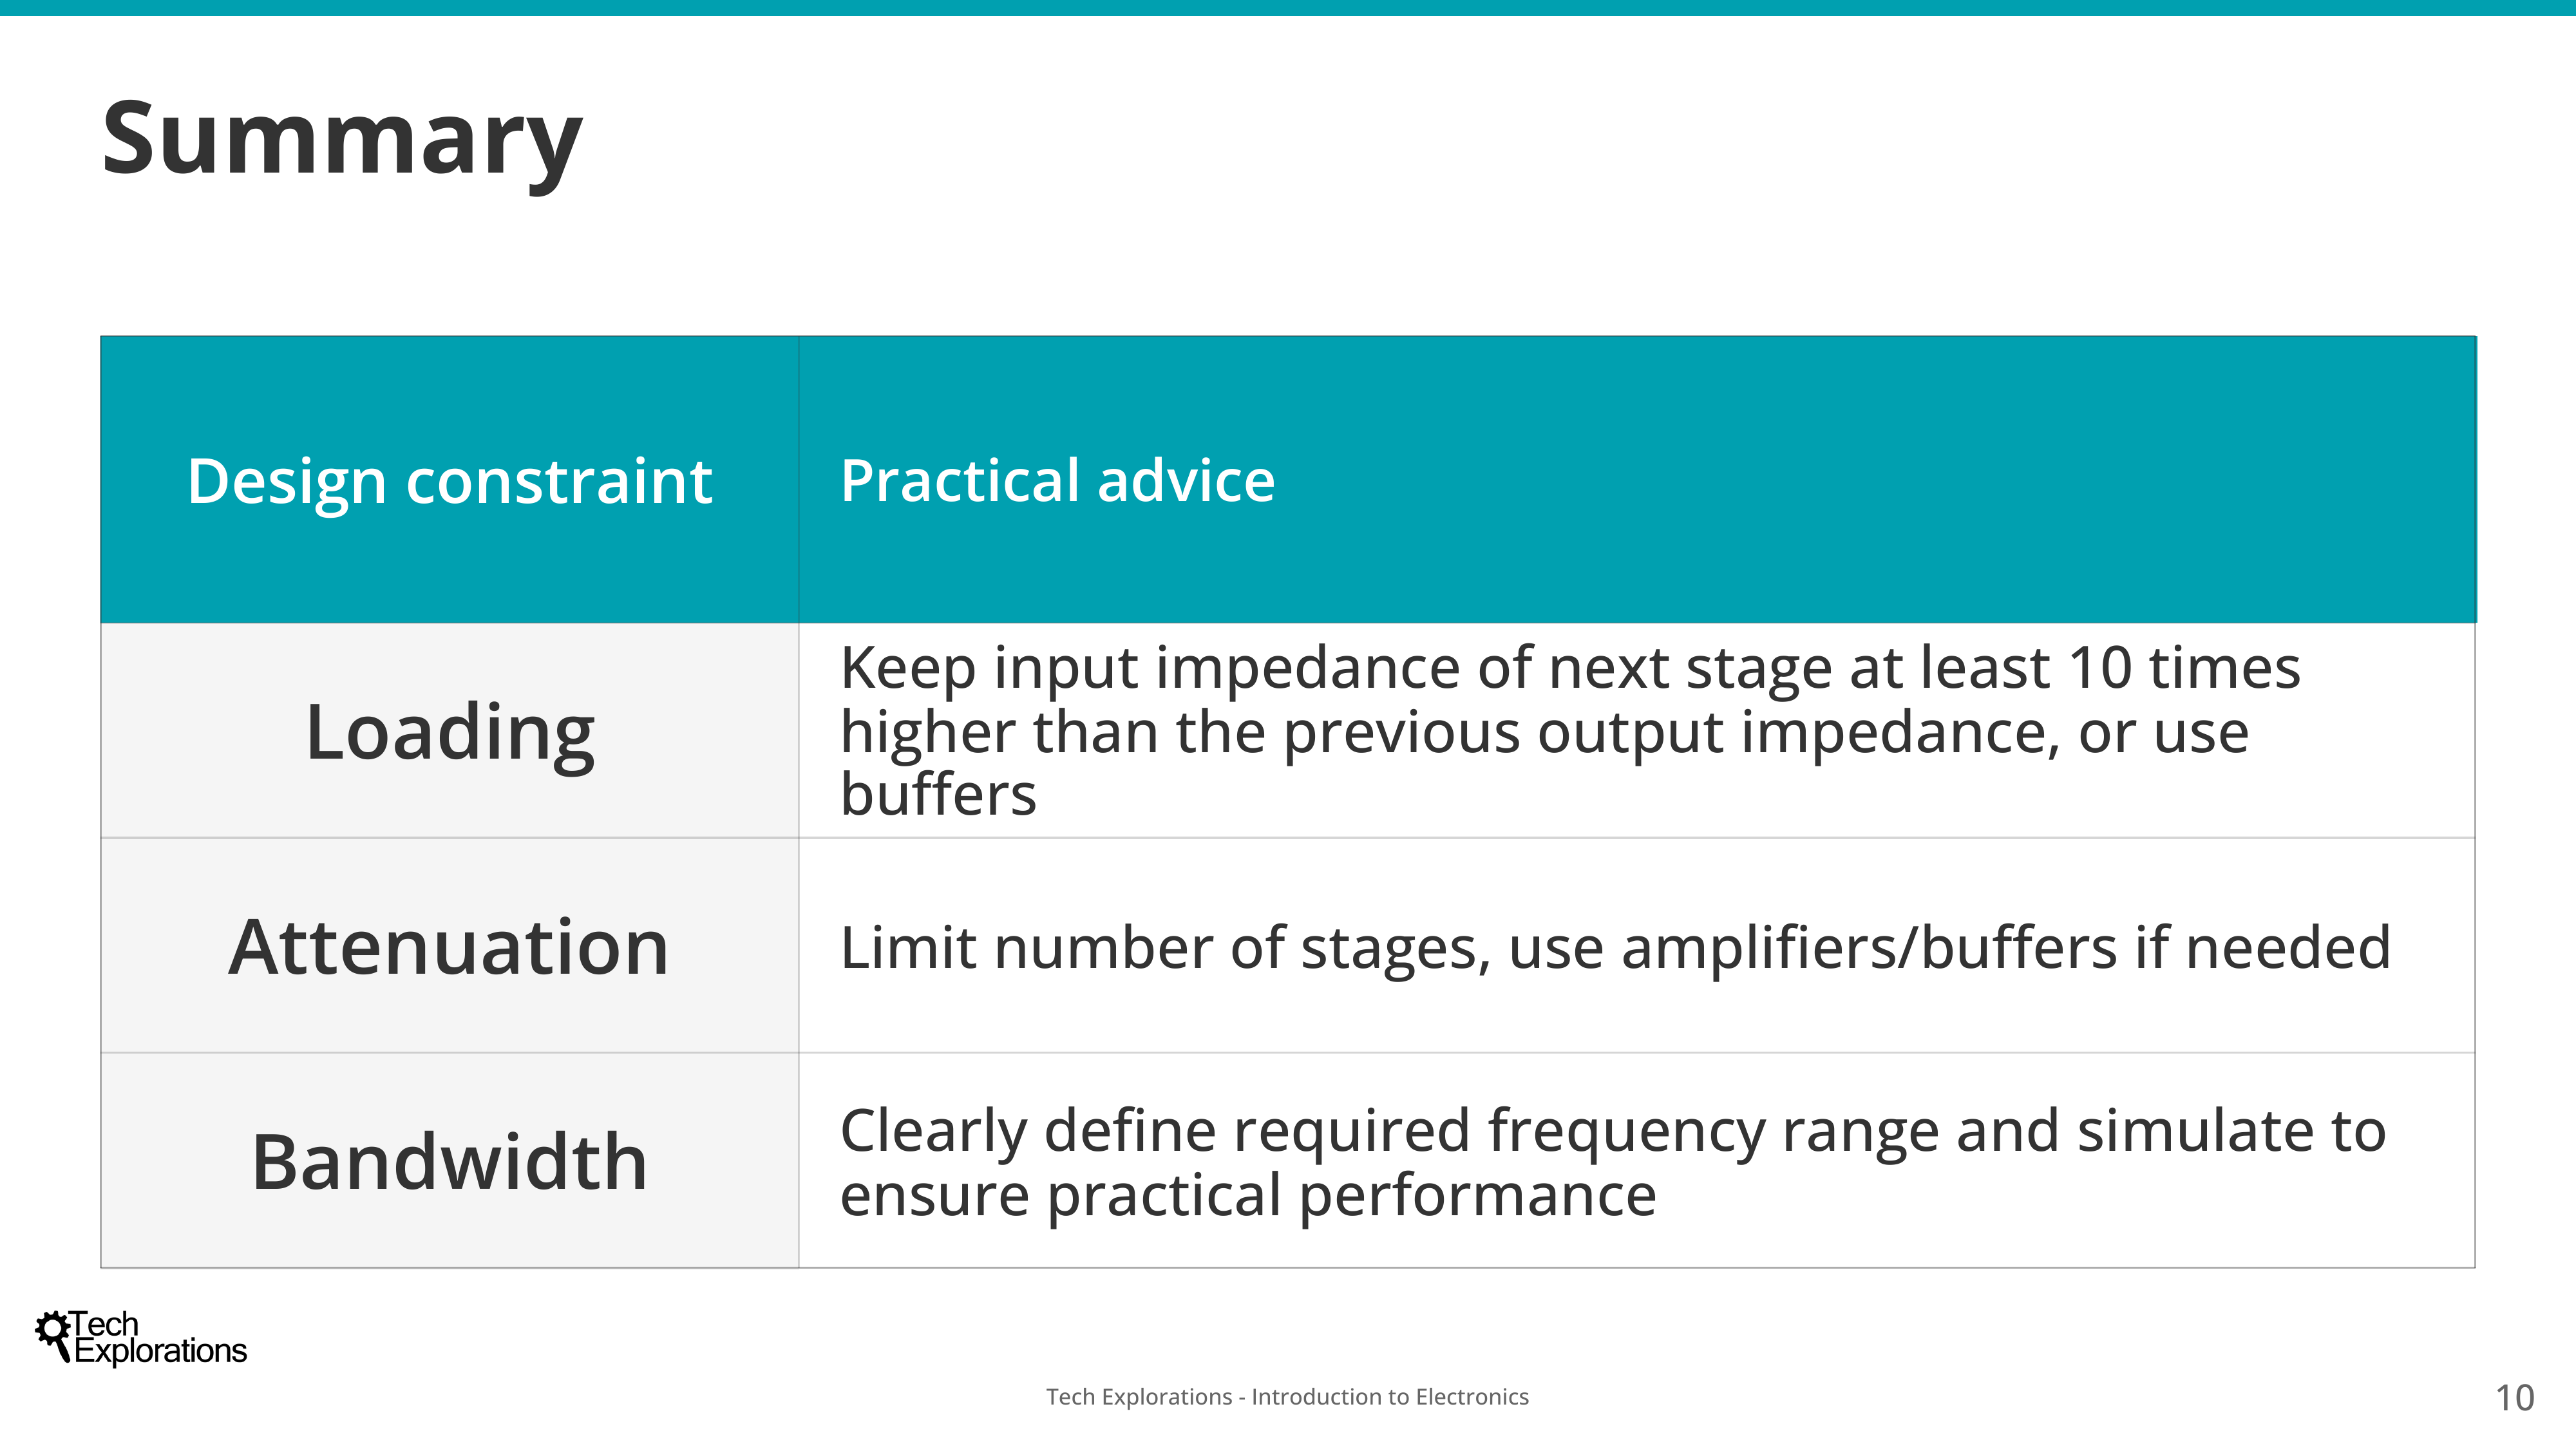 Summary
Design constraint
Practical advice
Loading
Keep input impedance of next stage at least 10 times
higher than the previous output impedance, or use
buffers
Attenuation
Limit number of stages, use amplifiers/buffers if needed
Bandwidth
Clearly define required frequency range and simulate to
ensure practical performance
Tech
Explorations
Tech Explorations - Introduction to Electronics
10